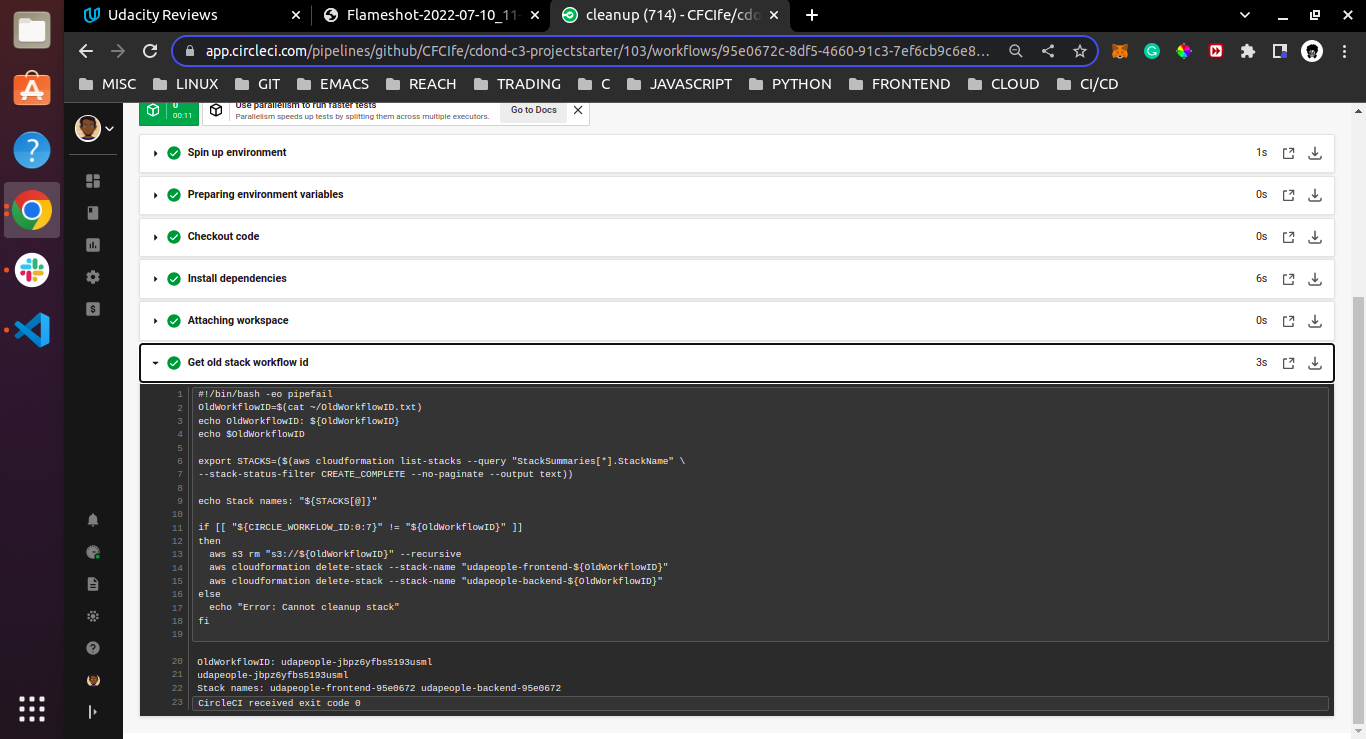 Udacity Reviews
Flameshot-2022-07-10_11-
cleanup (714) - CFCIfe/cdo
app.circleci.com/pipelines/github/CFCIfe/cdond-c3-projectstarter/103/workflows/95e0672c-8df5-4660-91c3-7ef6cb9c6e8...
MISC LINUX GIT EMACS REACH TRADING C JAVASCRIPT PYTHON FRONTEND CLOUD CI/CD
0
00:11
Use parallelism to run faster tests
Parallelism speeds up tests by splitting them across multiple executors.
Go to Docs
Spin up environment 1s
Preparing environment variables 0s
Checkout code 0s
Install dependencies 6s
Attaching workspace 0s
Get old stack workflow id 3s
1 #!/bin/bash -eo pipefail
2 OldWorkflowID=$(cat ~/OldWorkflowID.txt)
3 echo OldWorkflowID: ${OldWorkflowID}
4 echo $OldWorkflowID
5
6 export STACKS=($(aws cloudformation list-stacks --query "StackSummaries[*].StackName" \
7 --stack-status-filter CREATE_COMPLETE --no-paginate --output text))
8
9 echo Stack names: "${STACKS[@]}"
10
11 if [[ "${CIRCLE_WORKFLOW_ID:0:7}" != "${OldWorkflowID}" ]]
12 then
13   aws s3 rm "s3://${OldWorkflowID}" --recursive
14   aws cloudformation delete-stack --stack-name "udapeople-frontend-${OldWorkflowID}"
15   aws cloudformation delete-stack --stack-name "udapeople-backend-${OldWorkflowID}"
16 else
17   echo "Error: Cannot cleanup stack"
18 fi
19
20 OldWorkflowID: udapeople-jbpz6yfbs5193usml
21 udapeople-jbpz6yfbs5193usml
22 Stack names: udapeople-frontend-95e0672 udapeople-backend-95e0672
23 CircleCI received exit code 0